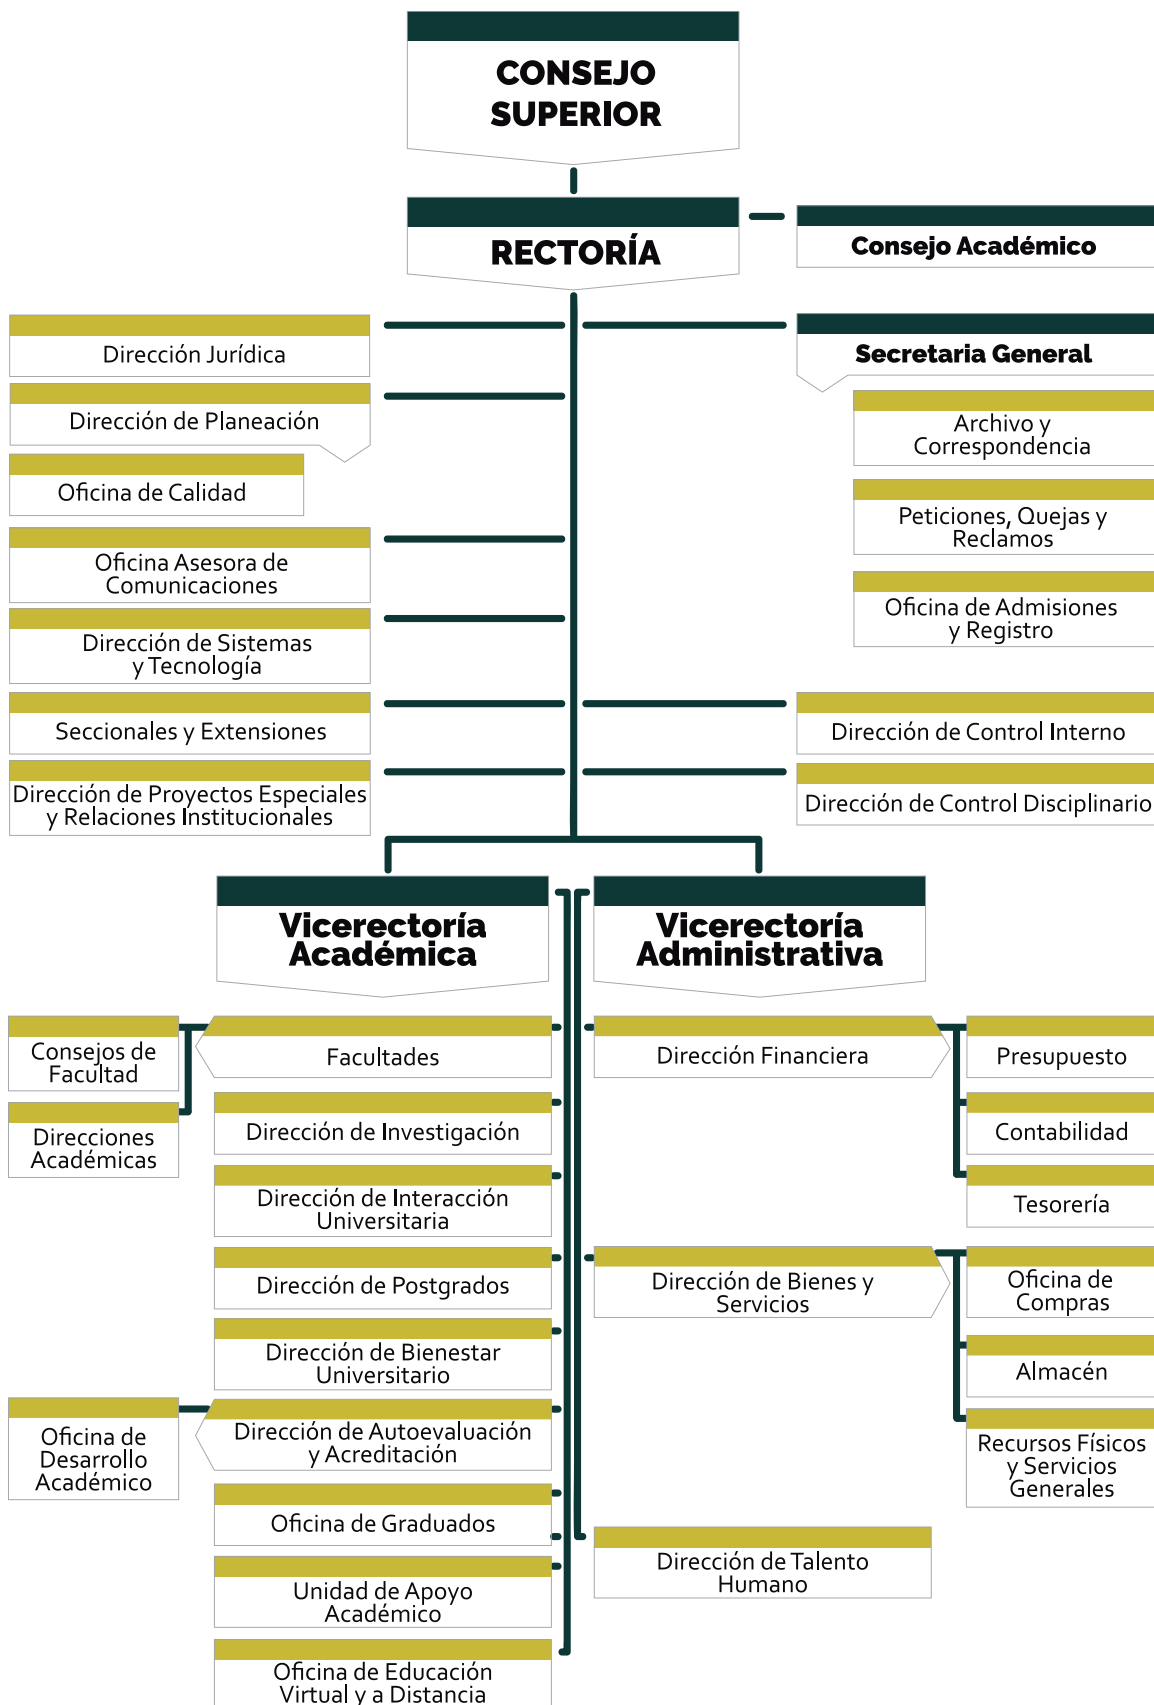 CONSEJO
SUPERIOR
RECTORÍA
Consejo Académico
Dirección Jurídica
Secretaria General
Dirección de Planeación
Archivo y
Correspondencia
Oficina de Calidad
Peticiones, Quejas y
Reclamos
Oficina Asesora de
Comunicaciones
Oficina de Admisiones
y Registro
Dirección de Sistemas
y Tecnología
Seccionales y Extensiones
Dirección de Control Interno
Dirección de Proyectos Especiales
y Relaciones Institucionales
Dirección de Control Disciplinario
Vicerectoría
Académica
Vicerectoría
Administrativa
Consejos de
Facultad
Facultades
Direcciones
Académicas
Dirección de Investigación
Dirección de Interacción
Universitaria
Dirección de Postgrados
Dirección de Bienestar
Universitario
Oficina de
Desarrollo
Académico
Dirección de Autoevaluación
y Acreditación
Oficina de Graduados
Unidad de Apoyo
Académico
Oficina de Educación
Virtual y a Distancia
Dirección Financiera
Presupuesto
Contabilidad
Tesorería
Dirección de Bienes y
Servicios
Oficina de
Compras
Almacén
Recursos Físicos
y Servicios
Generales
Dirección de Talento
Humano